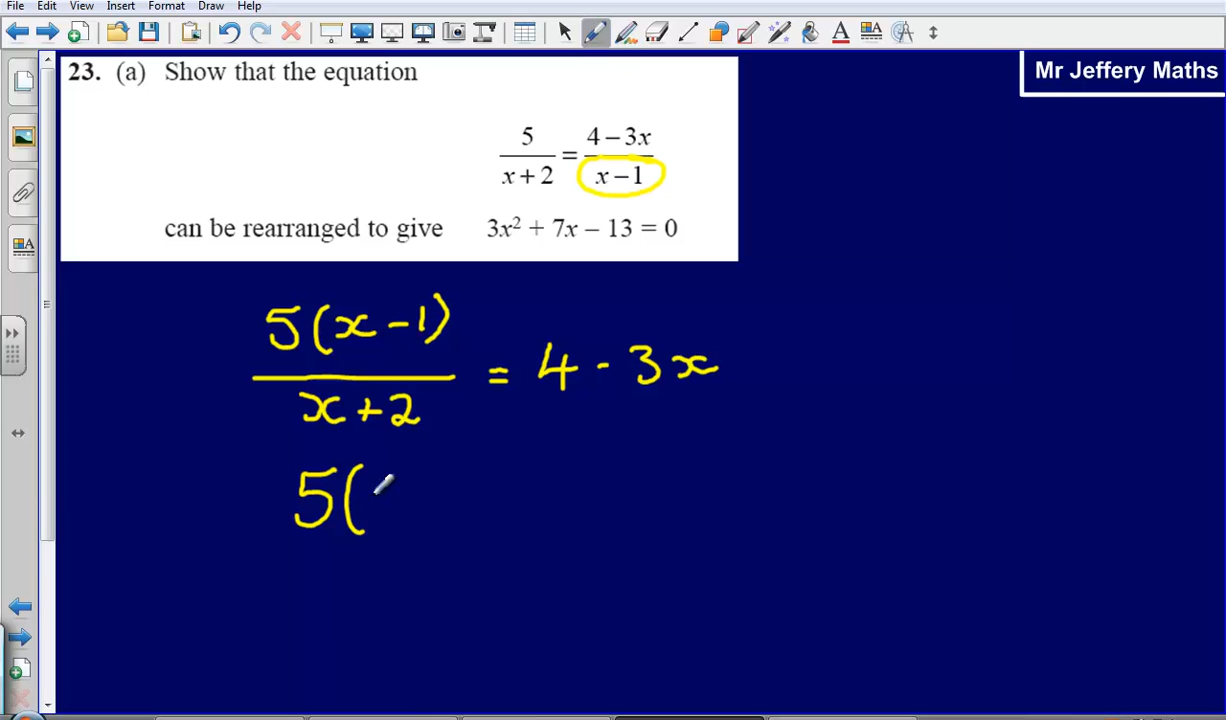 File Edit View Insert Format Draw Help
Mr Jeffery Maths
23. (a) Show that the equation
5/(x + 2) = (4 − 3x)/(x − 1)
can be rearranged to give 3x² + 7x − 13 = 0
5(x - 1)/(x + 2) = 4 - 3x
5(